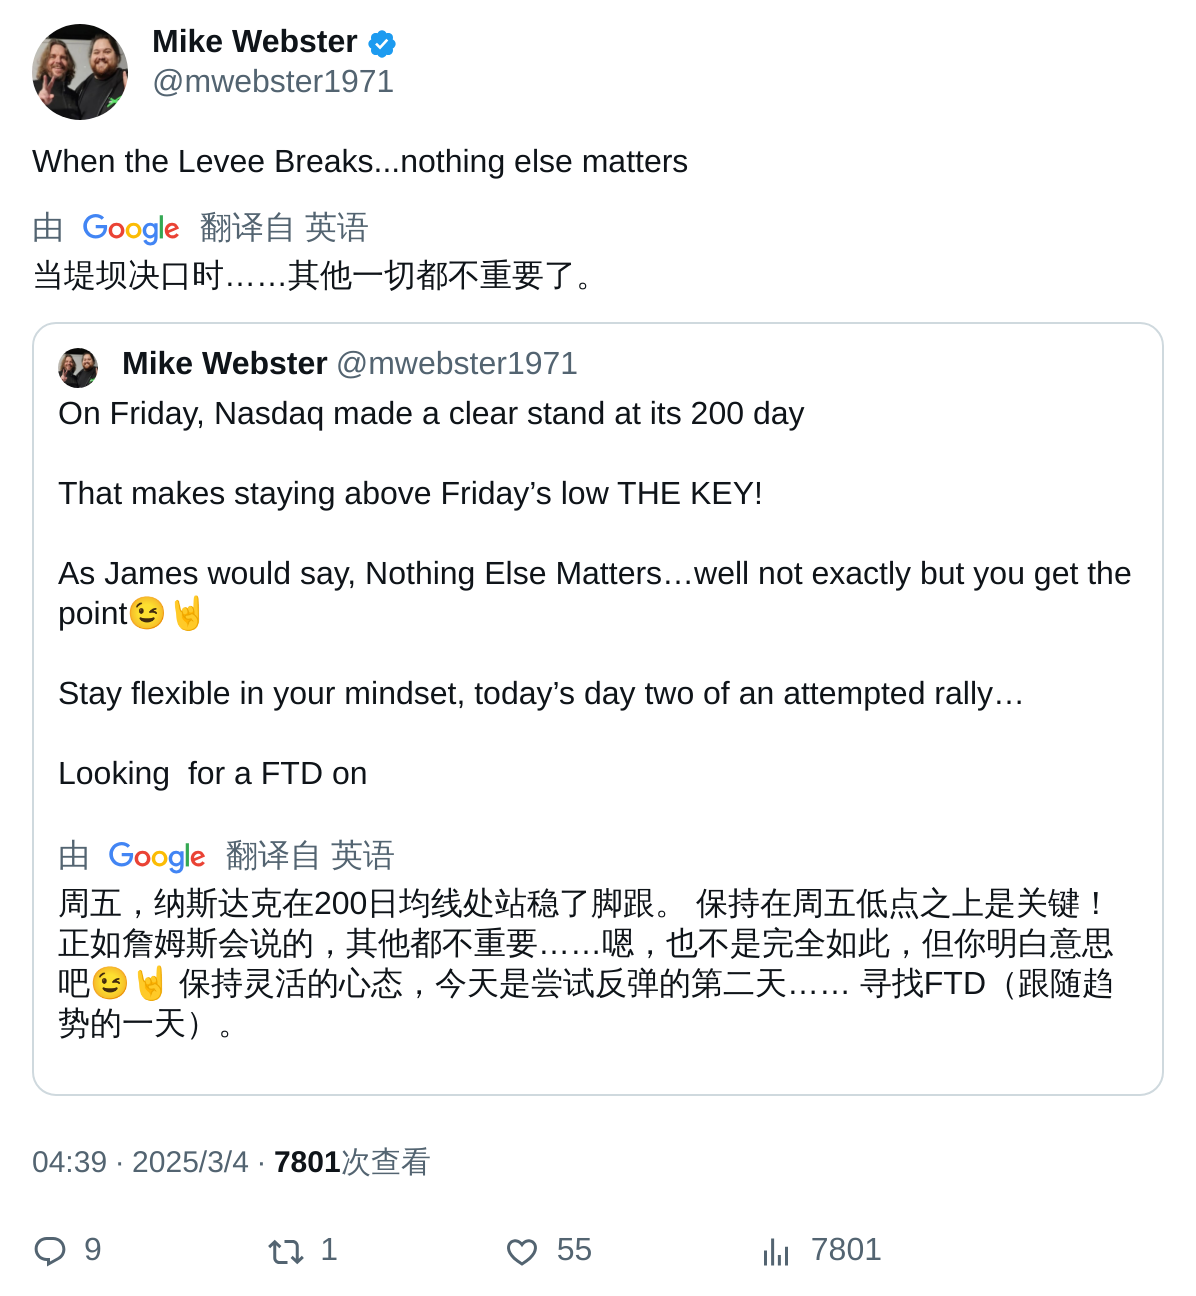 Mike Webster
@mwebster1971
When the Levee Breaks...nothing else matters
由 Google 翻译自 英语
当堤坝决口时……其他一切都不重要了。
Mike Webster @mwebster1971
On Friday, Nasdaq made a clear stand at its 200 day
That makes staying above Friday’s low THE KEY!
As James would say, Nothing Else Matters…well not exactly but you get the
point😉🤘
Stay flexible in your mindset, today’s day two of an attempted rally…
Looking  for a FTD on
由 Google 翻译自 英语
周五，纳斯达克在200日均线处站稳了脚跟。 保持在周五低点之上是关键！
正如詹姆斯会说的，其他都不重要……嗯，也不是完全如此，但你明白意思
吧😉🤘 保持灵活的心态，今天是尝试反弹的第二天…… 寻找FTD（跟随趋
势的一天）。
04:39 · 2025/3/4 · 7801次查看
9 1 55 7801